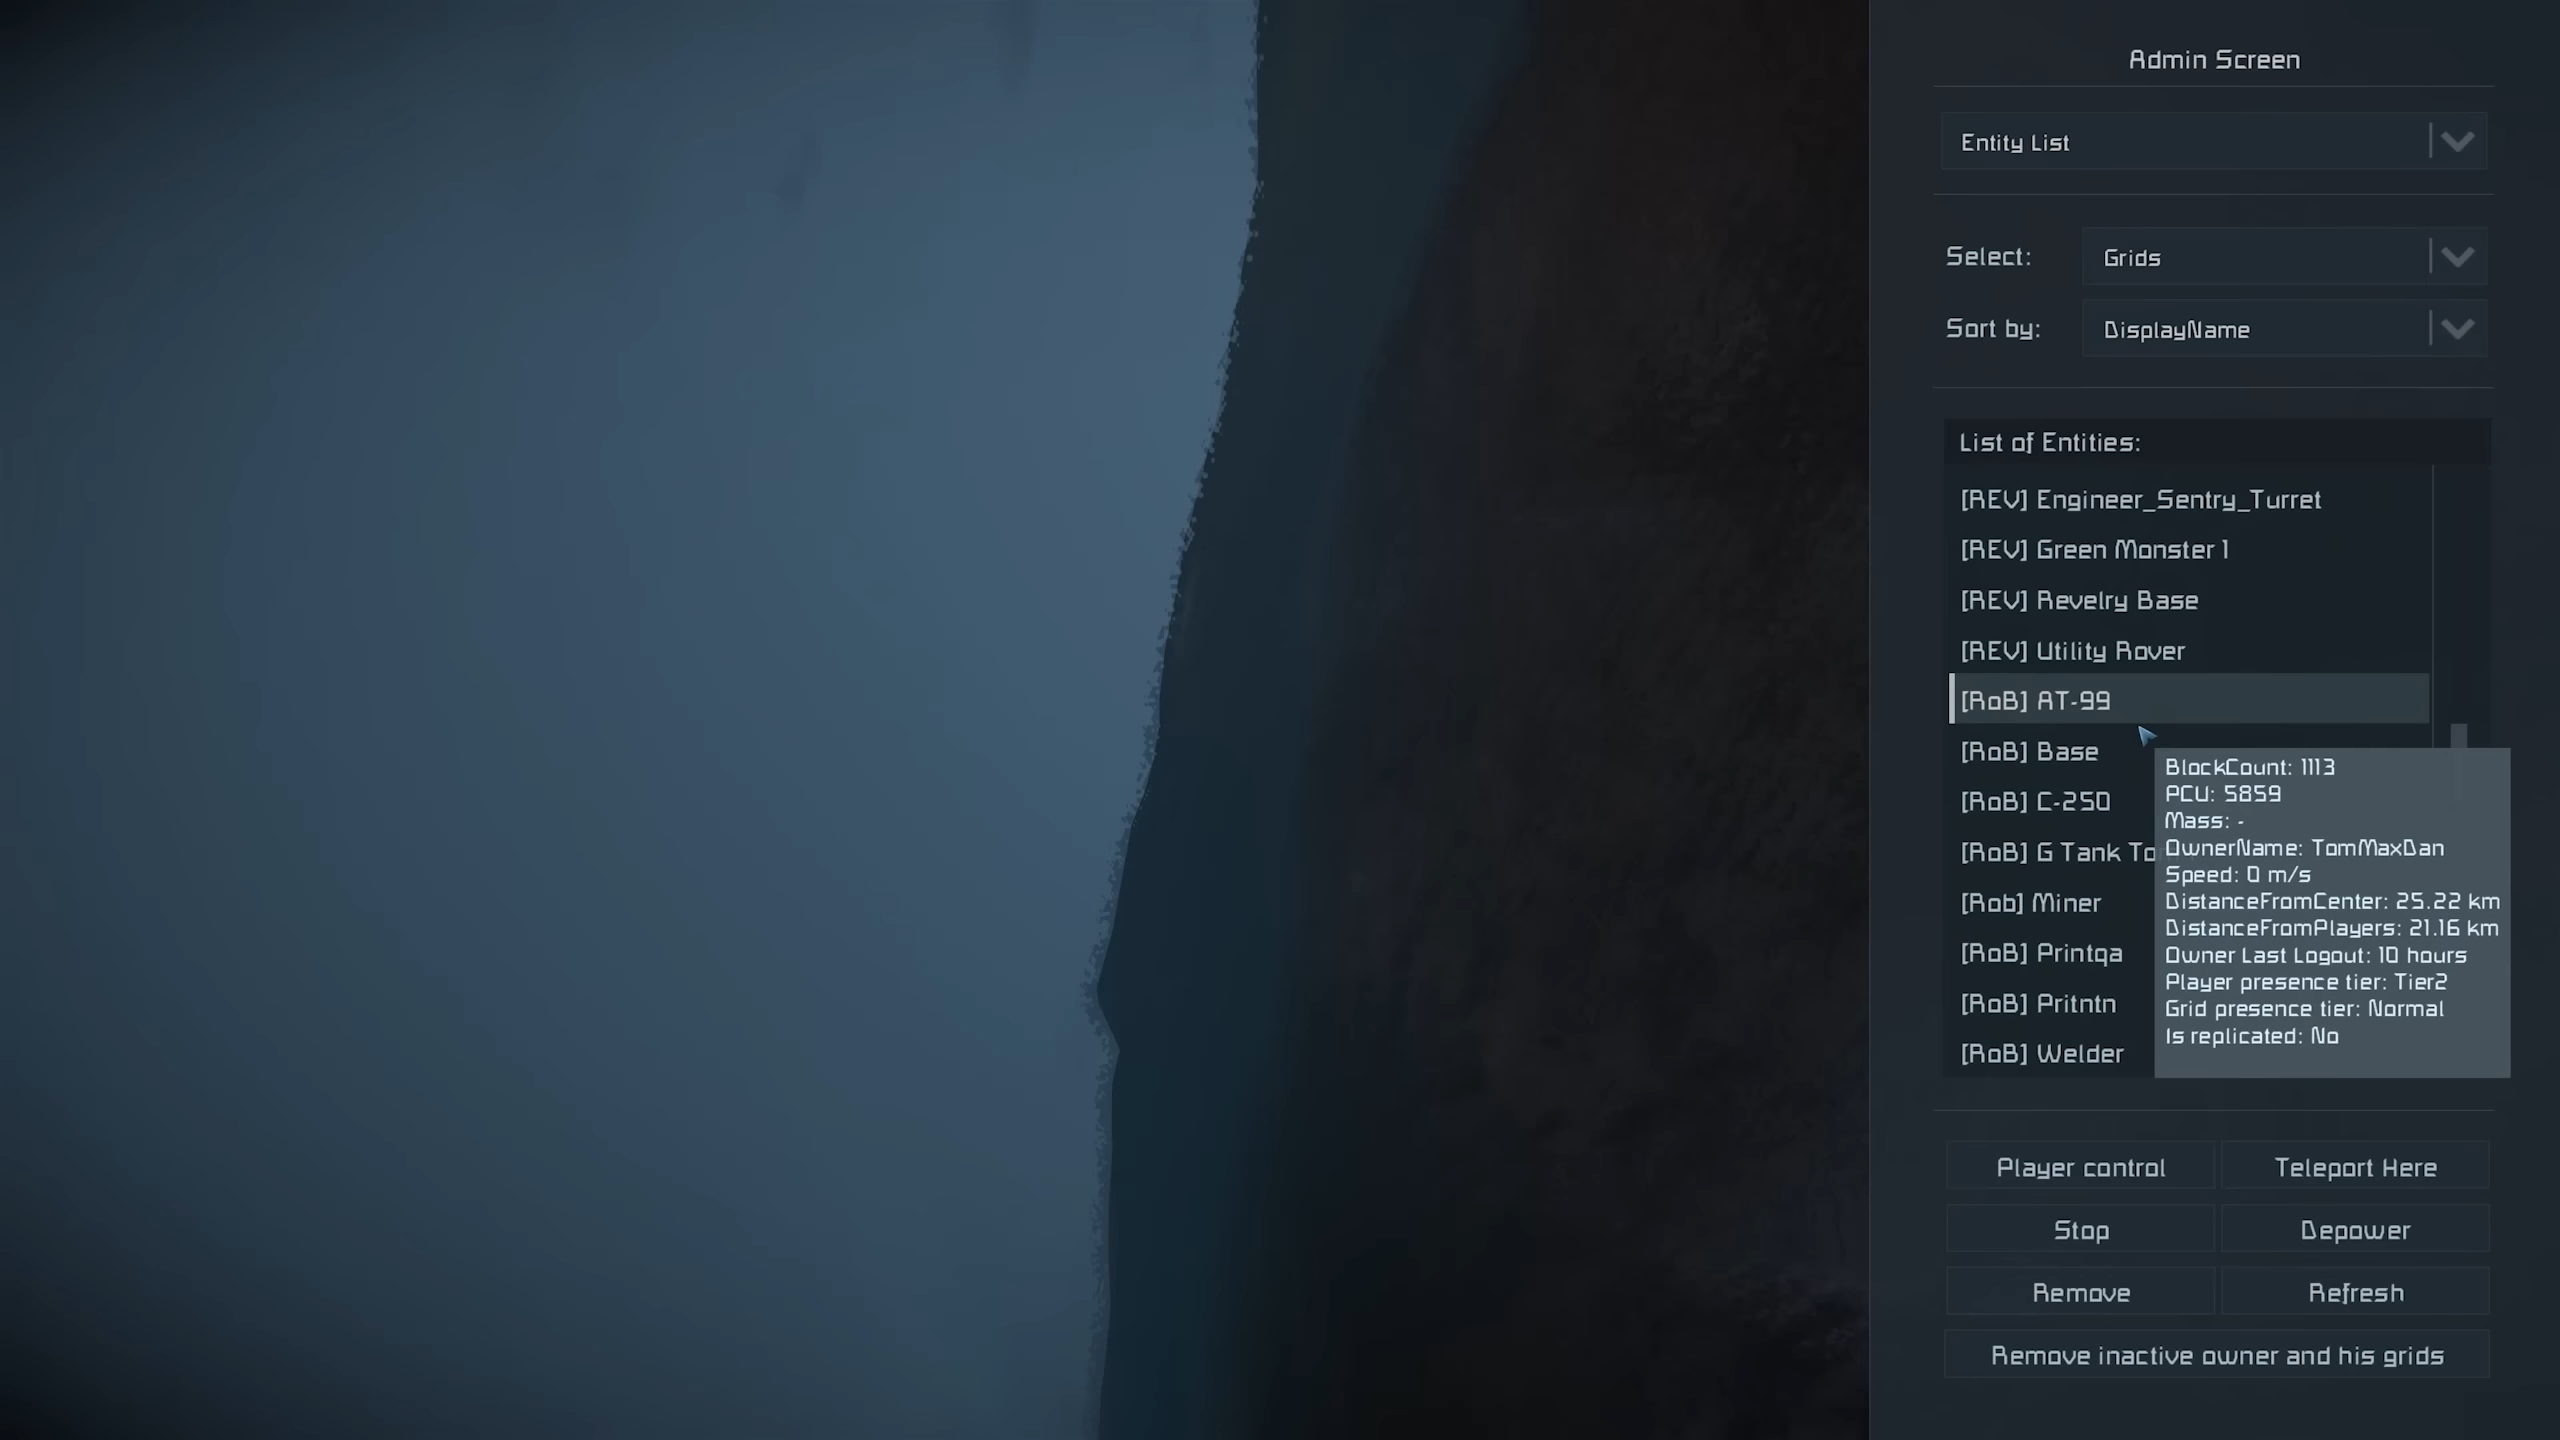 Admin Screen
Entity List
Select: Grids
Sort by: DisplayName
List of Entities:
[REV] Engineer_Sentry_Turret
[REV] Green Monster 1
[REV] Revelry Base
[REV] Utility Rover
[RoB] AT-99
[RoB] Base
[RoB] C-250
[RoB] G Tank
[Rob] Miner
[RoB] Printqa
[RoB] Pritntn
[RoB] Welder
BlockCount: 1113
PCU: 5859
Mass: -
OwnerName: TomMaxDan
Speed: 0 m/s
DistanceFromCenter: 25.22 km
DistanceFromPlayers: 21.16 km
Owner Last Logout: 10 hours
Player presence tier: Tier2
Grid presence tier: Normal
Is replicated: No
Player control
Teleport Here
Stop
Depower
Remove
Refresh
Remove inactive owner and his grids